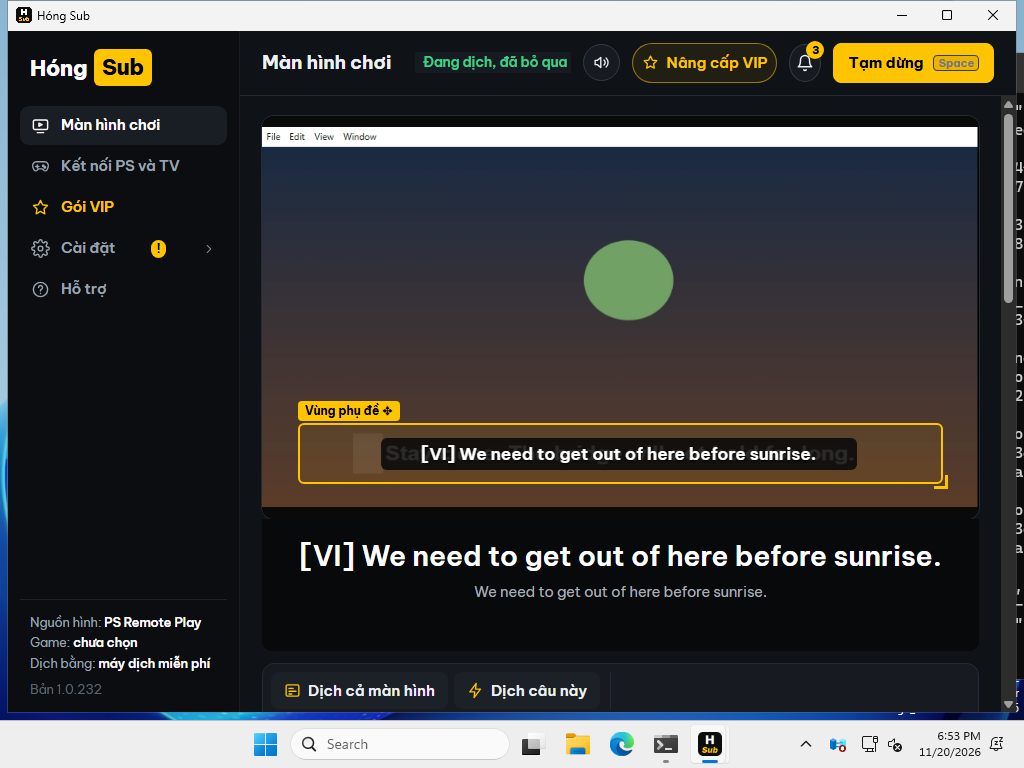 Hóng Sub
Hóng Sub
Màn hình chơi
Kết nối PS và TV
Gói VIP
Cài đặt !
Hỗ trợ
Nguồn hình: PS Remote Play
Game: chưa chọn
Dịch bằng: máy dịch miễn phí
Bản 1.0.232
Màn hình chơi
Đang dịch, đã bỏ qua
Nâng cấp VIP
3
Tạm dừng Space
File Edit View Window
Vùng phụ đề
[VI] We need to get out of here before sunrise.
[VI] We need to get out of here before sunrise.
We need to get out of here before sunrise.
Dịch cả màn hình
Dịch câu này
Search
H Sub
6:53 PM
11/20/2026